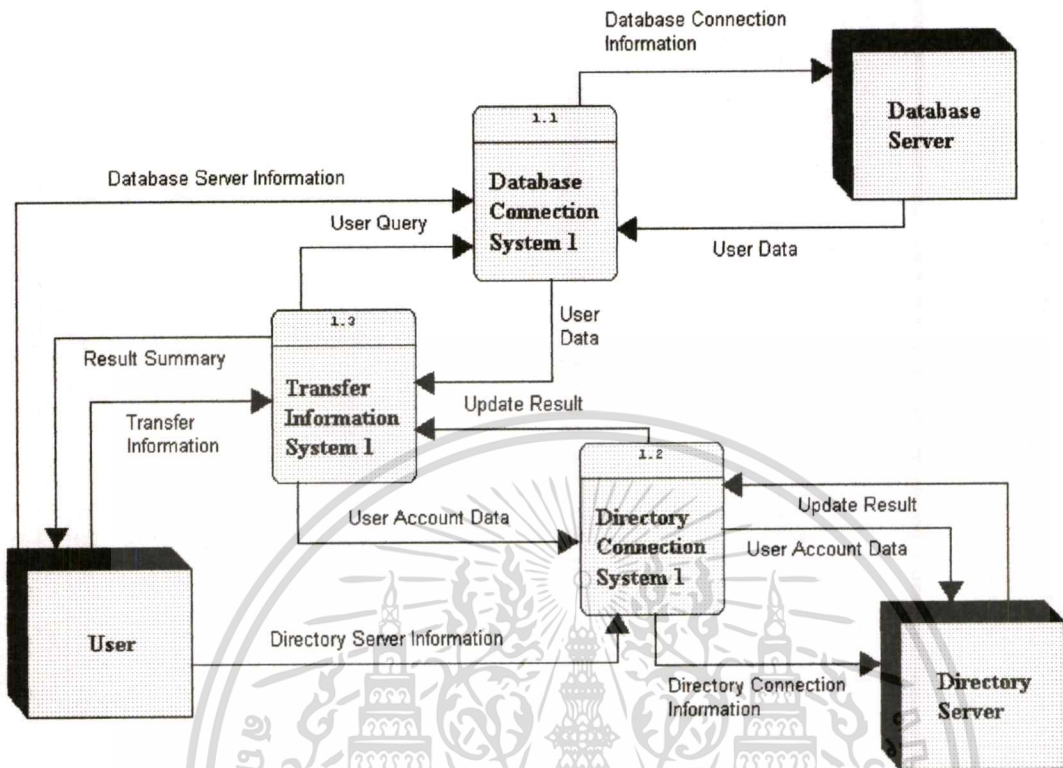 Database Connection
Information
Database
Server
1.1
Database
Connection
System 1
Database Server Information
User Query
User Data
User
Data
1.3
Transfer
Information
System 1
Result Summary
Transfer
Information
Update Result
1.2
Directory
Connection
System 1
User Account Data
Update Result
User Account Data
User
Directory Server Information
Directory Connection
Information
Directory
Server